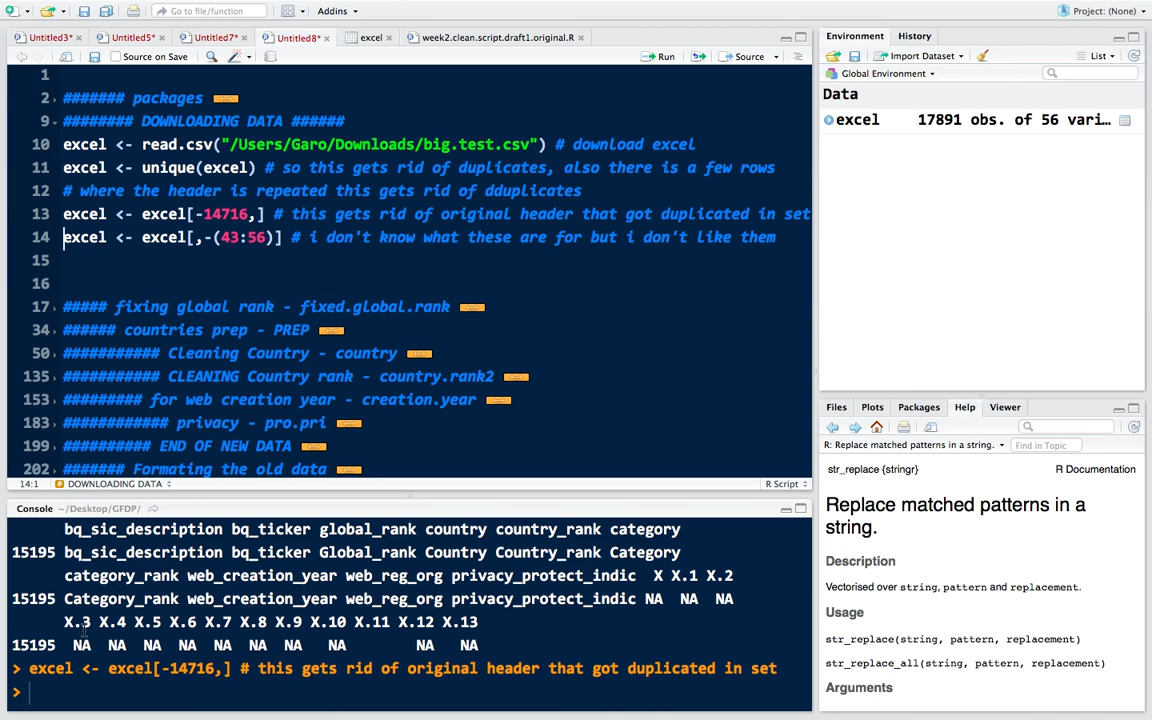 Go to file/function
Addins
Project: (None)
Untitled3*
Untitled5*
Untitled7*
Untitled8*
excel
week2.clean.script.draft1.original.R
Source on Save
Run
Source
1
2 ####### packages
9 ######## DOWNLOADING DATA ######
10 excel <- read.csv("/Users/Garo/Downloads/big.test.csv") # download excel
11 excel <- unique(excel) # so this gets rid of duplicates, also there is a few rows
12 # where the header is repeated this gets rid of dduplicates
13 excel <- excel[-14716,] # this gets rid of original header that got duplicated in set
14 excel <- excel[,-(43:56)] # i don't know what these are for but i don't like them
15
16
17 ##### fixing global rank - fixed.global.rank
34 ###### countries prep - PREP
50 ########### Cleaning Country - country
135 ########### CLEANING Country rank - country.rank2
153 ######### for web creation year - creation.year
183 ############ privacy - pro.pri
199 ########## END OF NEW DATA
202 ####### Formating the old data
14:1
DOWNLOADING DATA
R Script
Console ~/Desktop/GFDP/
bq_sic_description bq_ticker global_rank country country_rank category
15195 bq_sic_description bq_ticker Global_rank Country Country_rank Category
category_rank web_creation_year web_reg_org privacy_protect_indic X X.1 X.2
15195 Category_rank web_creation_year web_reg_org privacy_protect_indic NA NA NA
X.3 X.4 X.5 X.6 X.7 X.8 X.9 X.10 X.11 X.12 X.13
15195 NA NA NA NA NA NA NA NA NA NA
> excel <- excel[-14716,] # this gets rid of original header that got duplicated in set
>
Environment
History
Import Dataset
List
Global Environment
Data
excel 17891 obs. of 56 vari…
Files
Plots
Packages
Help
Viewer
R: Replace matched patterns in a string.
Find in Topic
str_replace {stringr}
R Documentation
Replace matched patterns in a
string.
Description
Vectorised over string, pattern and replacement.
Usage
str_replace(string, pattern, replacement)
str_replace_all(string, pattern, replacement)
Arguments